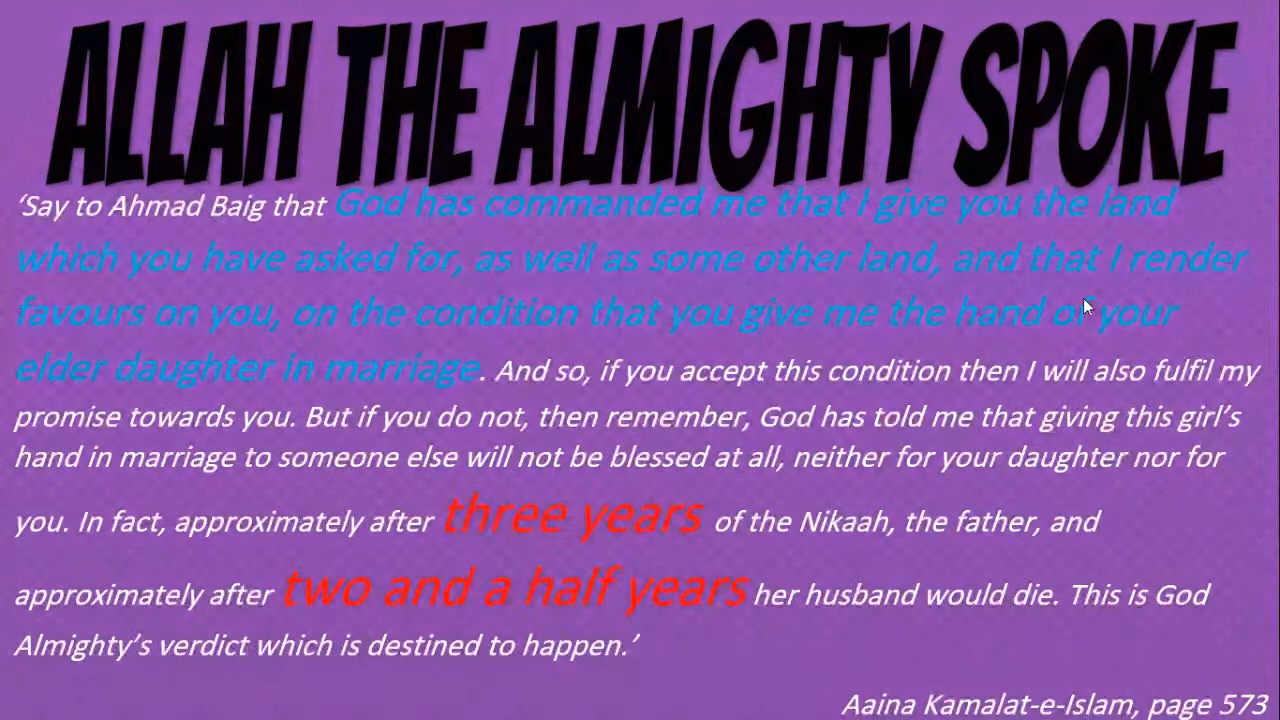 ALLAH THE ALMIGHTY SPOKE
‘Say to Ahmad Baig that God has commanded me that I give you the land
which you have asked for, as well as some other land, and that I render
favours on you, on the condition that you give me the hand of your
elder daughter in marriage. And so, if you accept this condition then I will also fulfil my
promise towards you. But if you do not, then remember, God has told me that giving this girl’s
hand in marriage to someone else will not be blessed at all, neither for your daughter nor for
you. In fact, approximately after three years of the Nikaah, the father, and
approximately after two and a half years her husband would die. This is God
Almighty’s verdict which is destined to happen.’
Aaina Kamalat-e-Islam, page 573